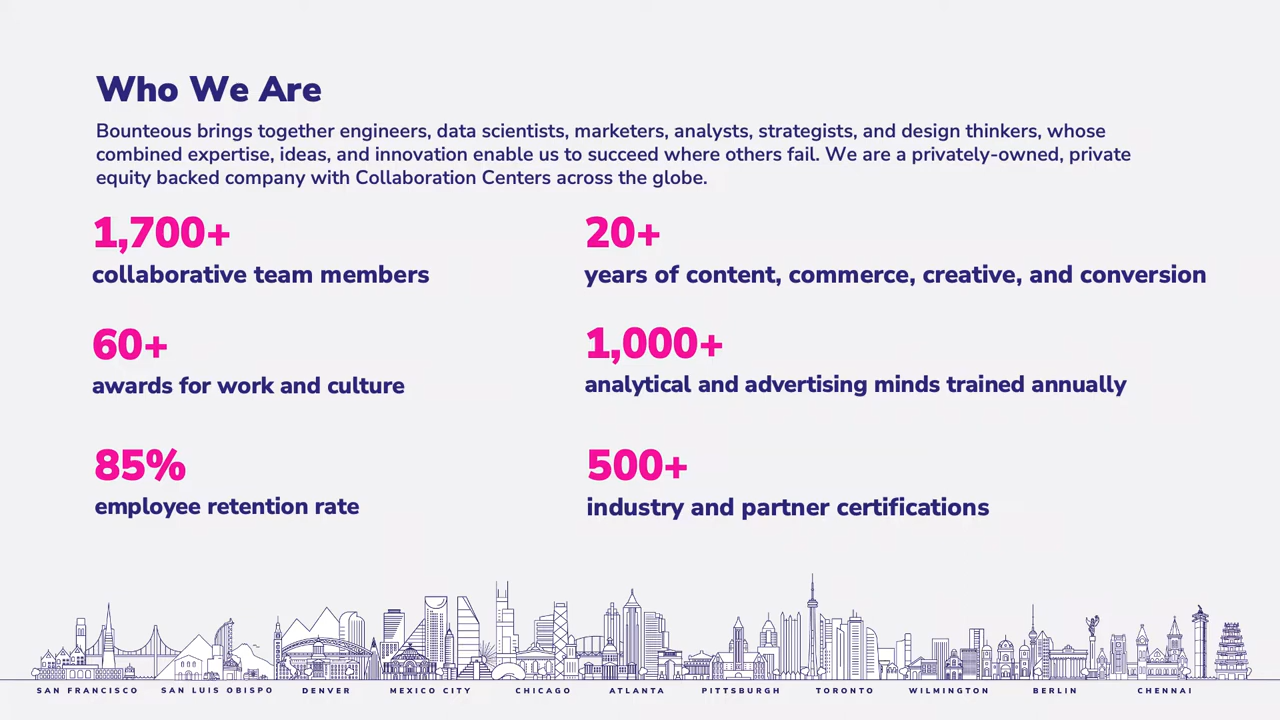 Who We Are
Bounteous brings together engineers, data scientists, marketers, analysts, strategists, and design thinkers, whose
combined expertise, ideas, and innovation enable us to succeed where others fail. We are a privately-owned, private
equity backed company with Collaboration Centers across the globe.
1,700+
collaborative team members
20+
years of content, commerce, creative, and conversion
60+
awards for work and culture
1,000+
analytical and advertising minds trained annually
85%
employee retention rate
500+
industry and partner certifications
SAN FRANCISCO SAN LUIS OBISPO DENVER MEXICO CITY CHICAGO ATLANTA PITTSBURGH TORONTO WILMINGTON BERLIN CHENNAI